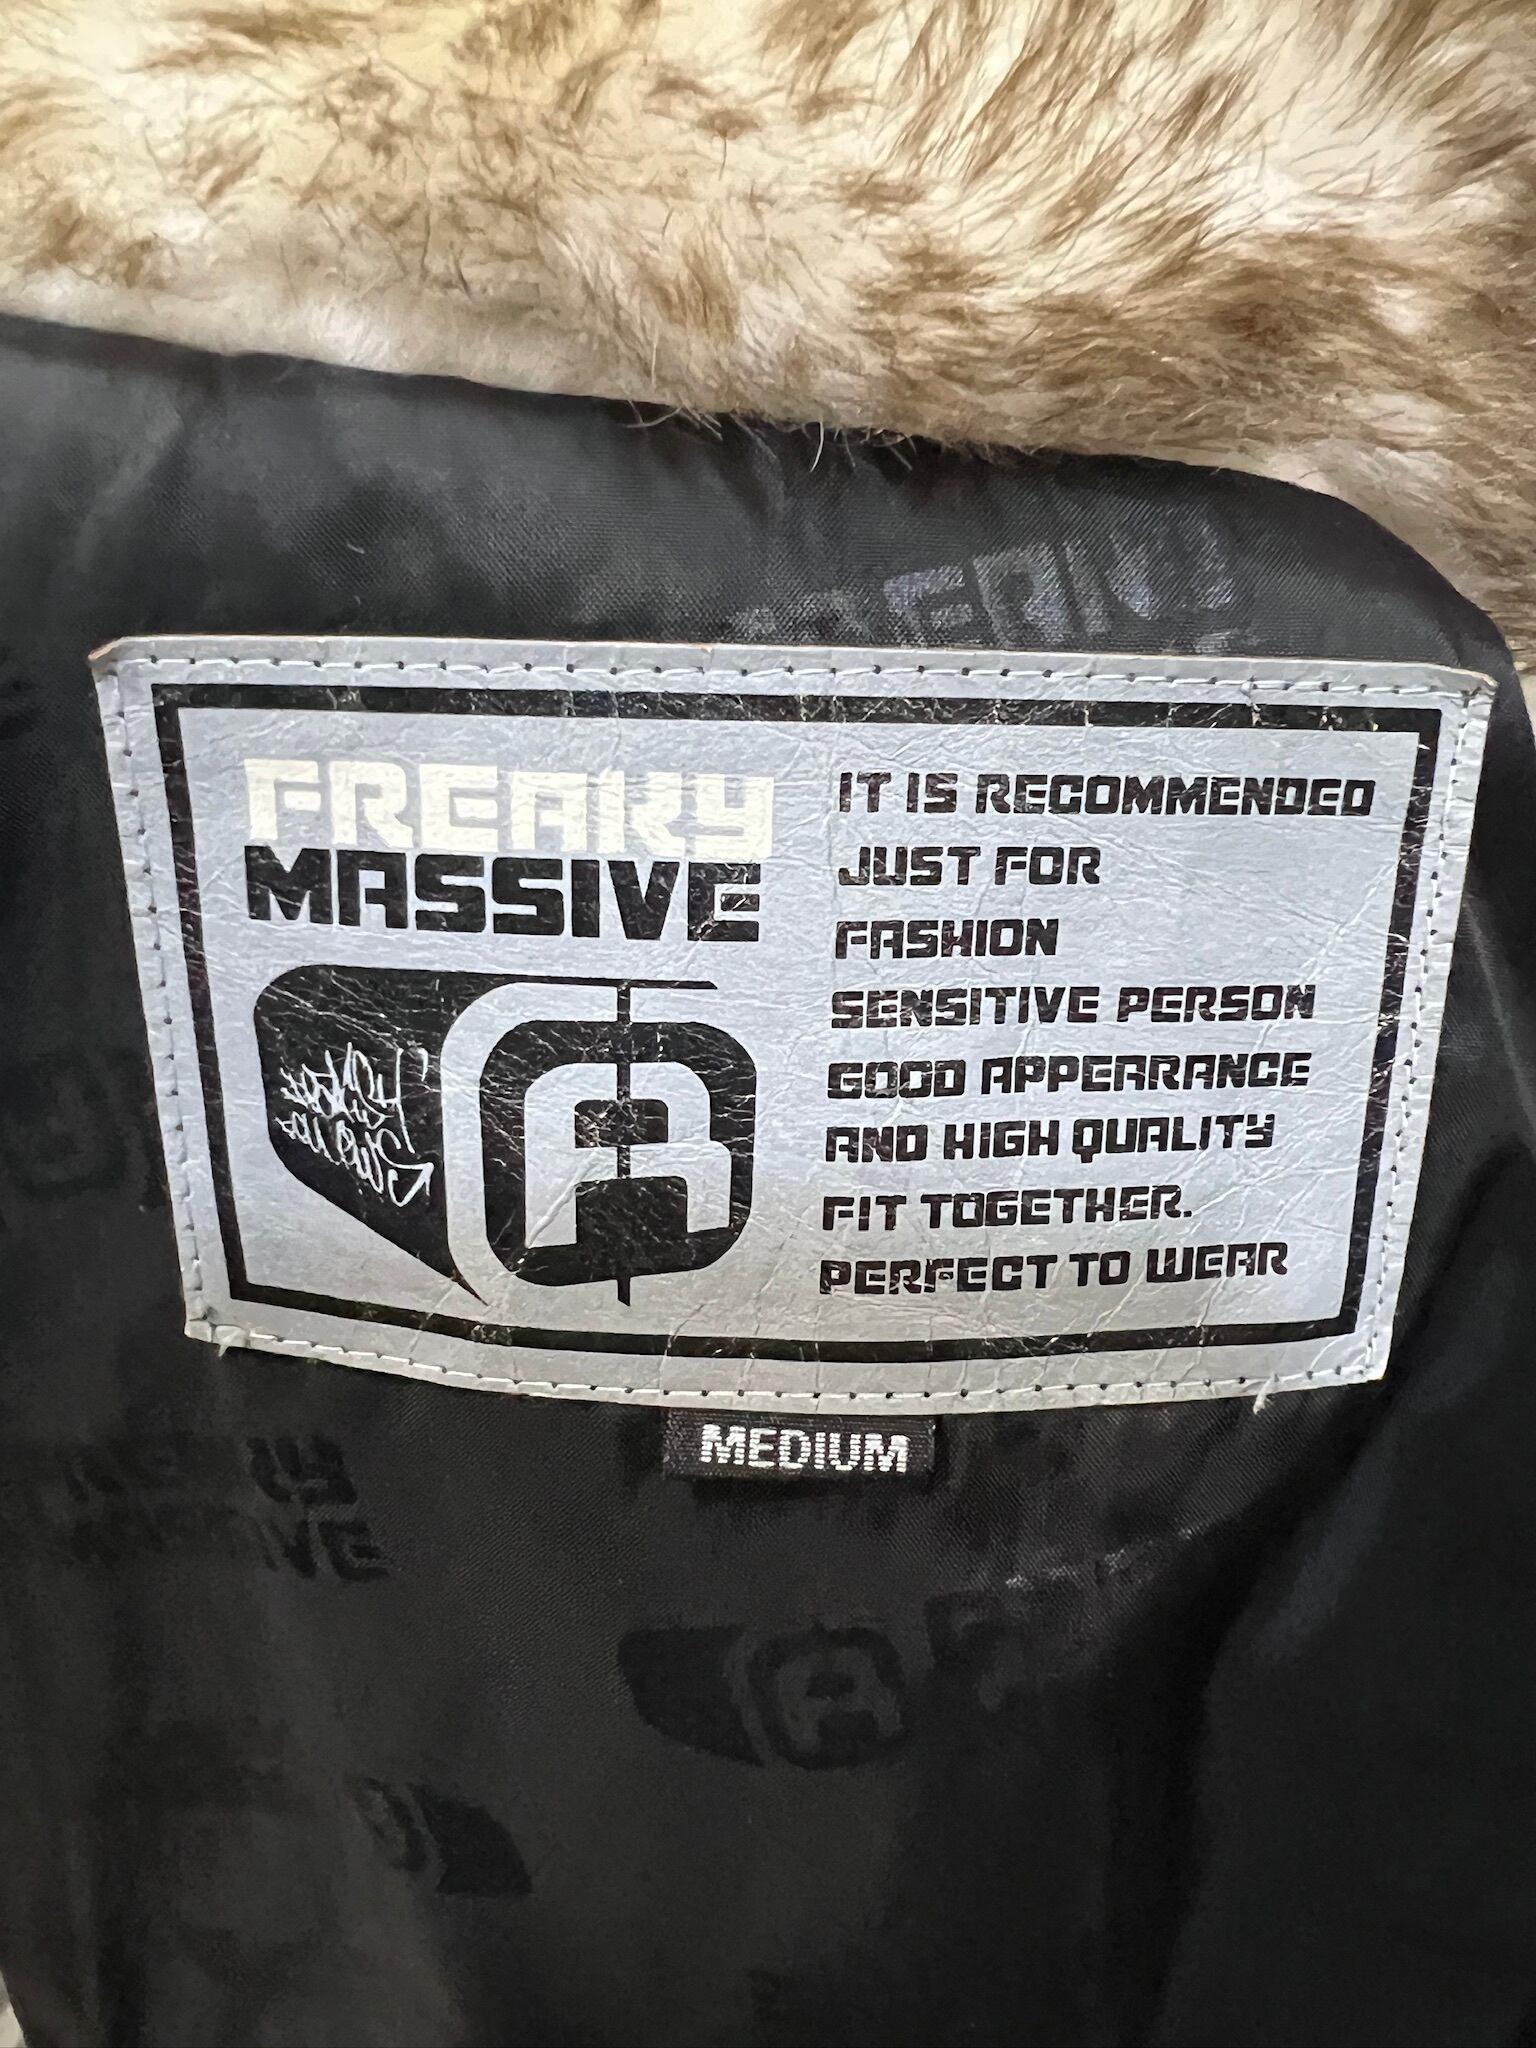 FREAKY
MASSIVE
IT IS RECOMMENDED
JUST FOR
FASHION
SENSITIVE PERSON
GOOD APPEARANCE
AND HIGH QUALITY
FIT TOGETHER.
PERFECT TO WEAR
MEDIUM